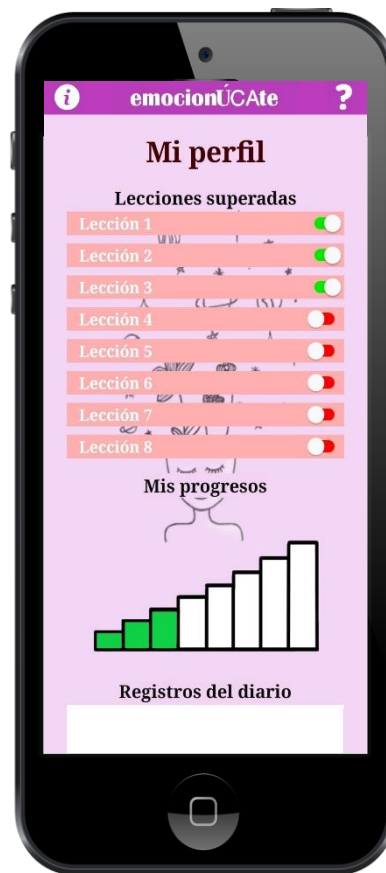 i emocionÚCAte ?
Mi perfil
Lecciones superadas
Lección 1
Lección 2
Lección 3
Lección 4
Lección 5
Lección 6
Lección 7
Lección 8
Mis progresos
Registros del diario